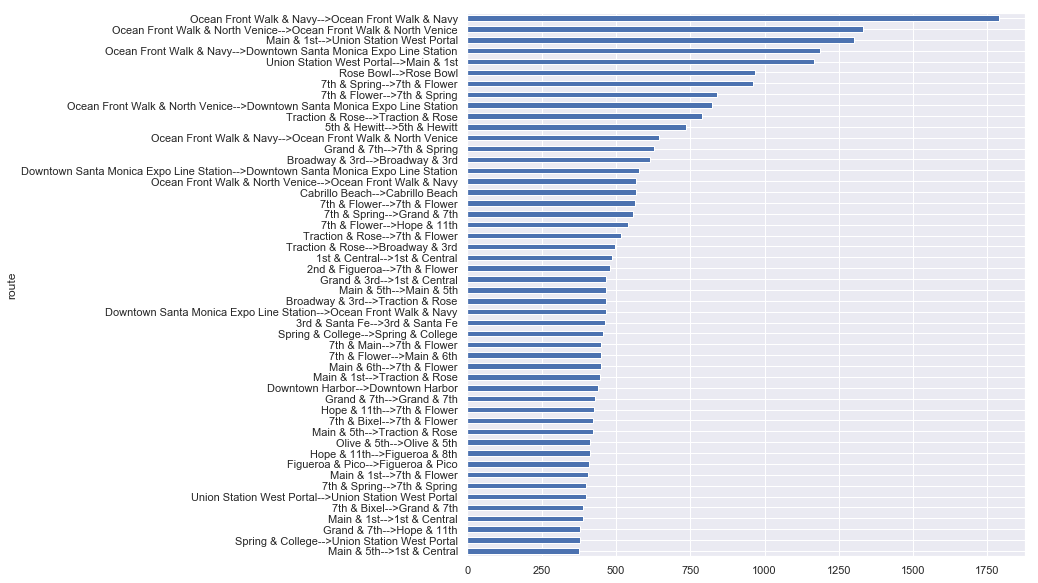 Ocean Front Walk & Navy-->Ocean Front Walk & Navy
Ocean Front Walk & North Venice-->Ocean Front Walk & North Venice
Main & 1st-->Union Station West Portal
Ocean Front Walk & Navy-->Downtown Santa Monica Expo Line Station
Union Station West Portal-->Main & 1st
Rose Bowl-->Rose Bowl
7th & Spring-->7th & Flower
7th & Flower-->7th & Spring
Ocean Front Walk & North Venice-->Downtown Santa Monica Expo Line Station
Traction & Rose-->Traction & Rose
5th & Hewitt-->5th & Hewitt
Ocean Front Walk & Navy-->Ocean Front Walk & North Venice
Grand & 7th-->7th & Spring
Broadway & 3rd-->Broadway & 3rd
Downtown Santa Monica Expo Line Station-->Downtown Santa Monica Expo Line Station
Ocean Front Walk & North Venice-->Ocean Front Walk & Navy
Cabrillo Beach-->Cabrillo Beach
7th & Flower-->7th & Flower
7th & Spring-->Grand & 7th
7th & Flower-->Hope & 11th
Traction & Rose-->7th & Flower
Traction & Rose-->Broadway & 3rd
1st & Central-->1st & Central
2nd & Figueroa-->7th & Flower
Grand & 3rd-->1st & Central
Main & 5th-->Main & 5th
Broadway & 3rd-->Traction & Rose
Downtown Santa Monica Expo Line Station-->Ocean Front Walk & Navy
3rd & Santa Fe-->3rd & Santa Fe
Spring & College-->Spring & College
7th & Main-->7th & Flower
7th & Flower-->Main & 6th
Main & 6th-->7th & Flower
Main & 1st-->Traction & Rose
Downtown Harbor-->Downtown Harbor
Grand & 7th-->Grand & 7th
Hope & 11th-->7th & Flower
7th & Bixel-->7th & Flower
Main & 5th-->Traction & Rose
Olive & 5th-->Olive & 5th
Hope & 11th-->Figueroa & 8th
Figueroa & Pico-->Figueroa & Pico
Main & 1st-->7th & Flower
7th & Spring-->7th & Spring
Union Station West Portal-->Union Station West Portal
7th & Bixel-->Grand & 7th
Main & 1st-->1st & Central
Grand & 7th-->Hope & 11th
Spring & College-->Union Station West Portal
Main & 5th-->1st & Central
route
0 250 500 750 1000 1250 1500 1750